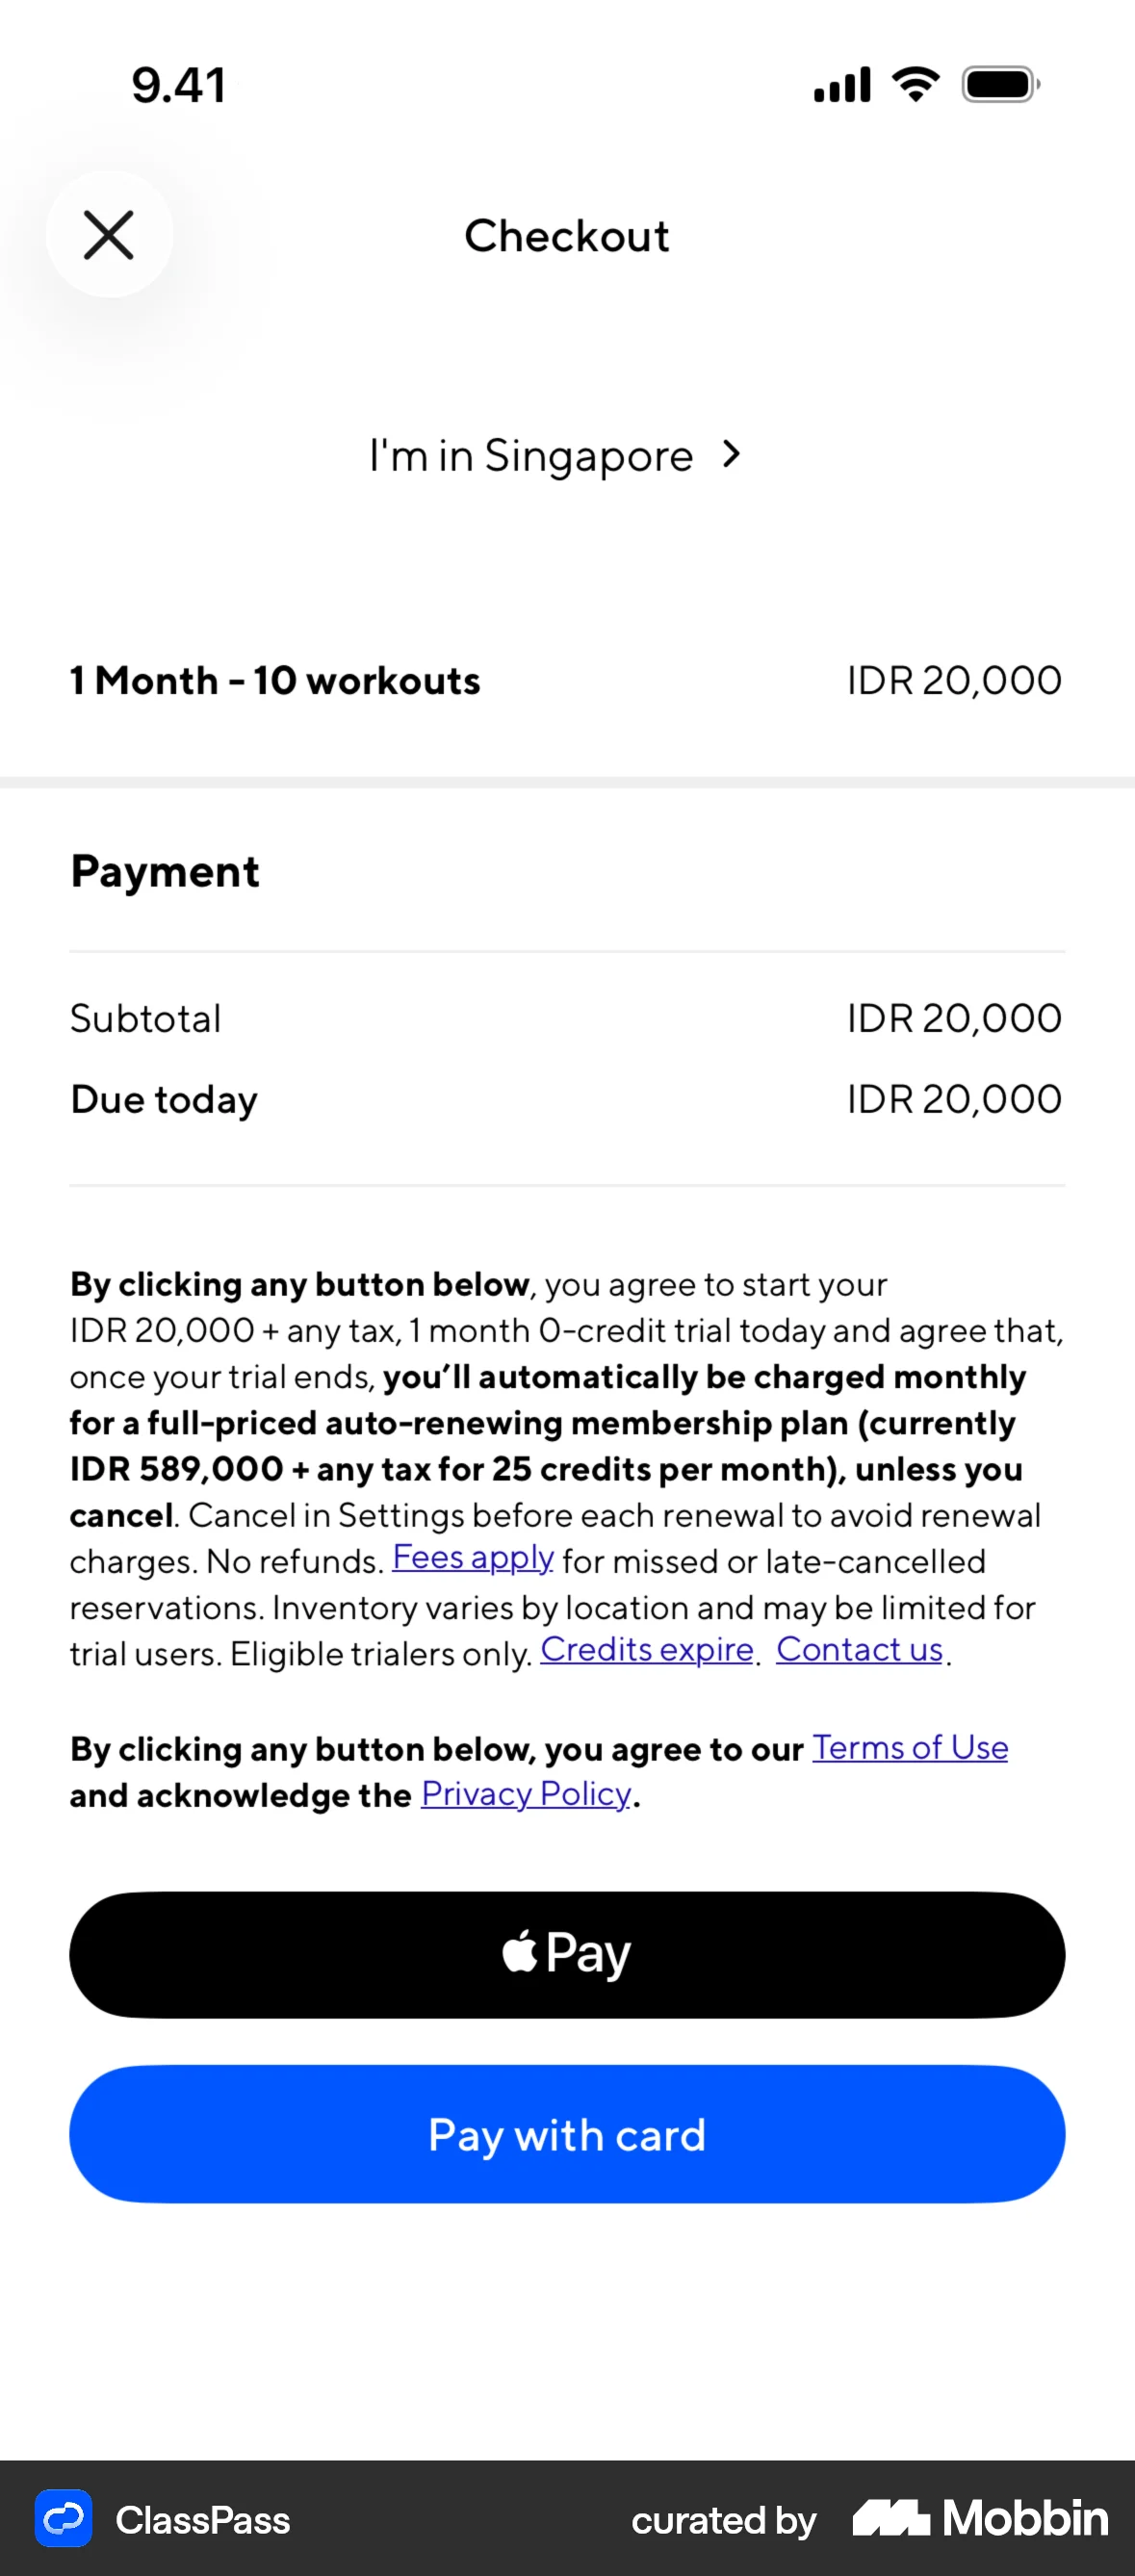 9.41
Checkout
I'm in Singapore
1 Month - 10 workouts IDR 20,000
Payment
Subtotal IDR 20,000
Due today IDR 20,000
By clicking any button below, you agree to start your
IDR 20,000 + any tax, 1 month 0-credit trial today and agree that,
once your trial ends, you’ll automatically be charged monthly
for a full-priced auto-renewing membership plan (currently
IDR 589,000 + any tax for 25 credits per month), unless you
cancel. Cancel in Settings before each renewal to avoid renewal
charges. No refunds. Fees apply for missed or late-cancelled
reservations. Inventory varies by location and may be limited for
trial users. Eligible trialers only. Credits expire. Contact us.
By clicking any button below, you agree to our Terms of Use
and acknowledge the Privacy Policy.
Pay
Pay with card
ClassPass curated by Mobbin